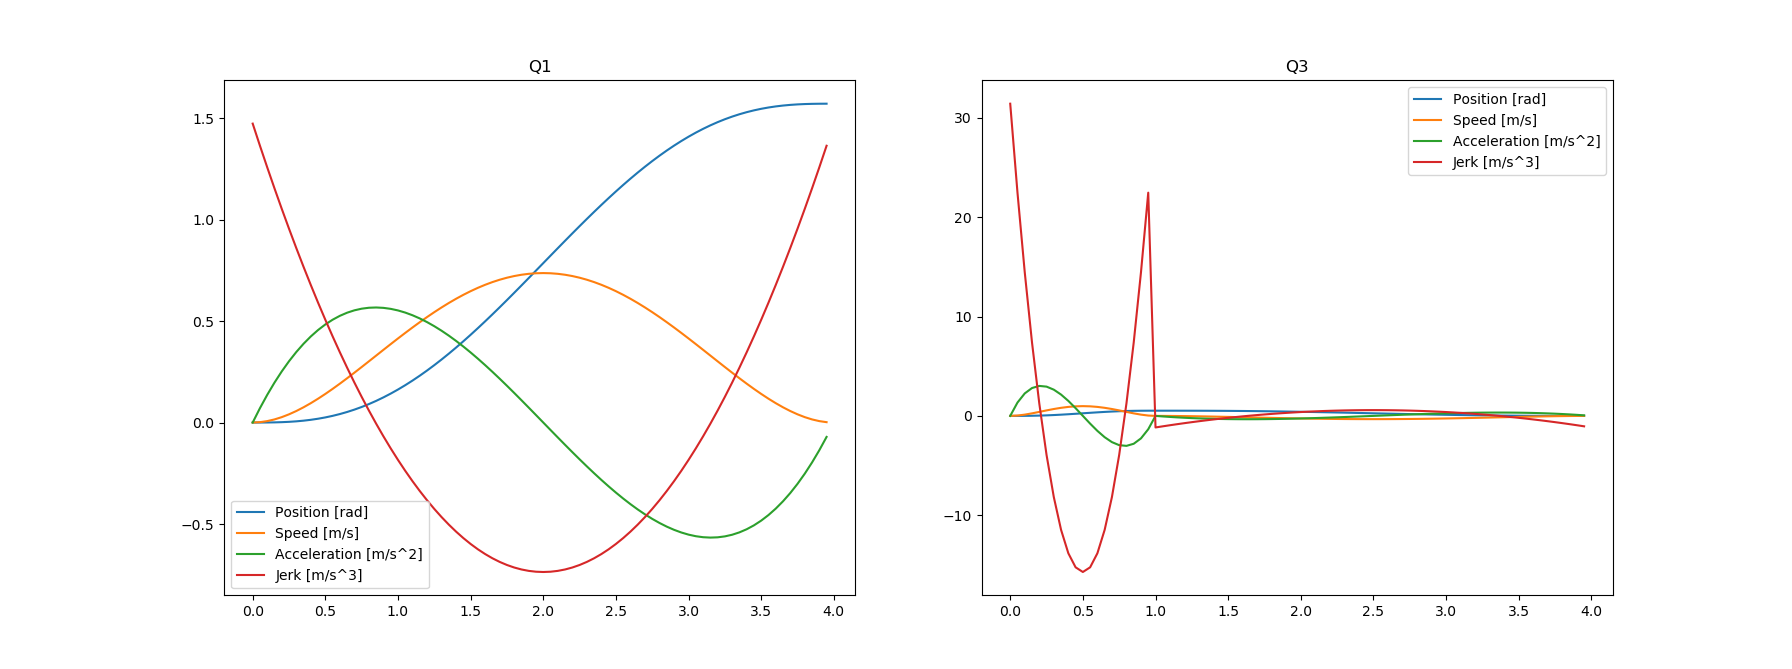 Q1
1.5
1.0
0.5
0.0
−0.5
Position [rad]
Speed [m/s]
Acceleration [m/s^2]
Jerk [m/s^3]
0.0 0.5 1.0 1.5 2.0 2.5 3.0 3.5 4.0
Q3
30
20
10
0
−10
Position [rad]
Speed [m/s]
Acceleration [m/s^2]
Jerk [m/s^3]
0.0 0.5 1.0 1.5 2.0 2.5 3.0 3.5 4.0